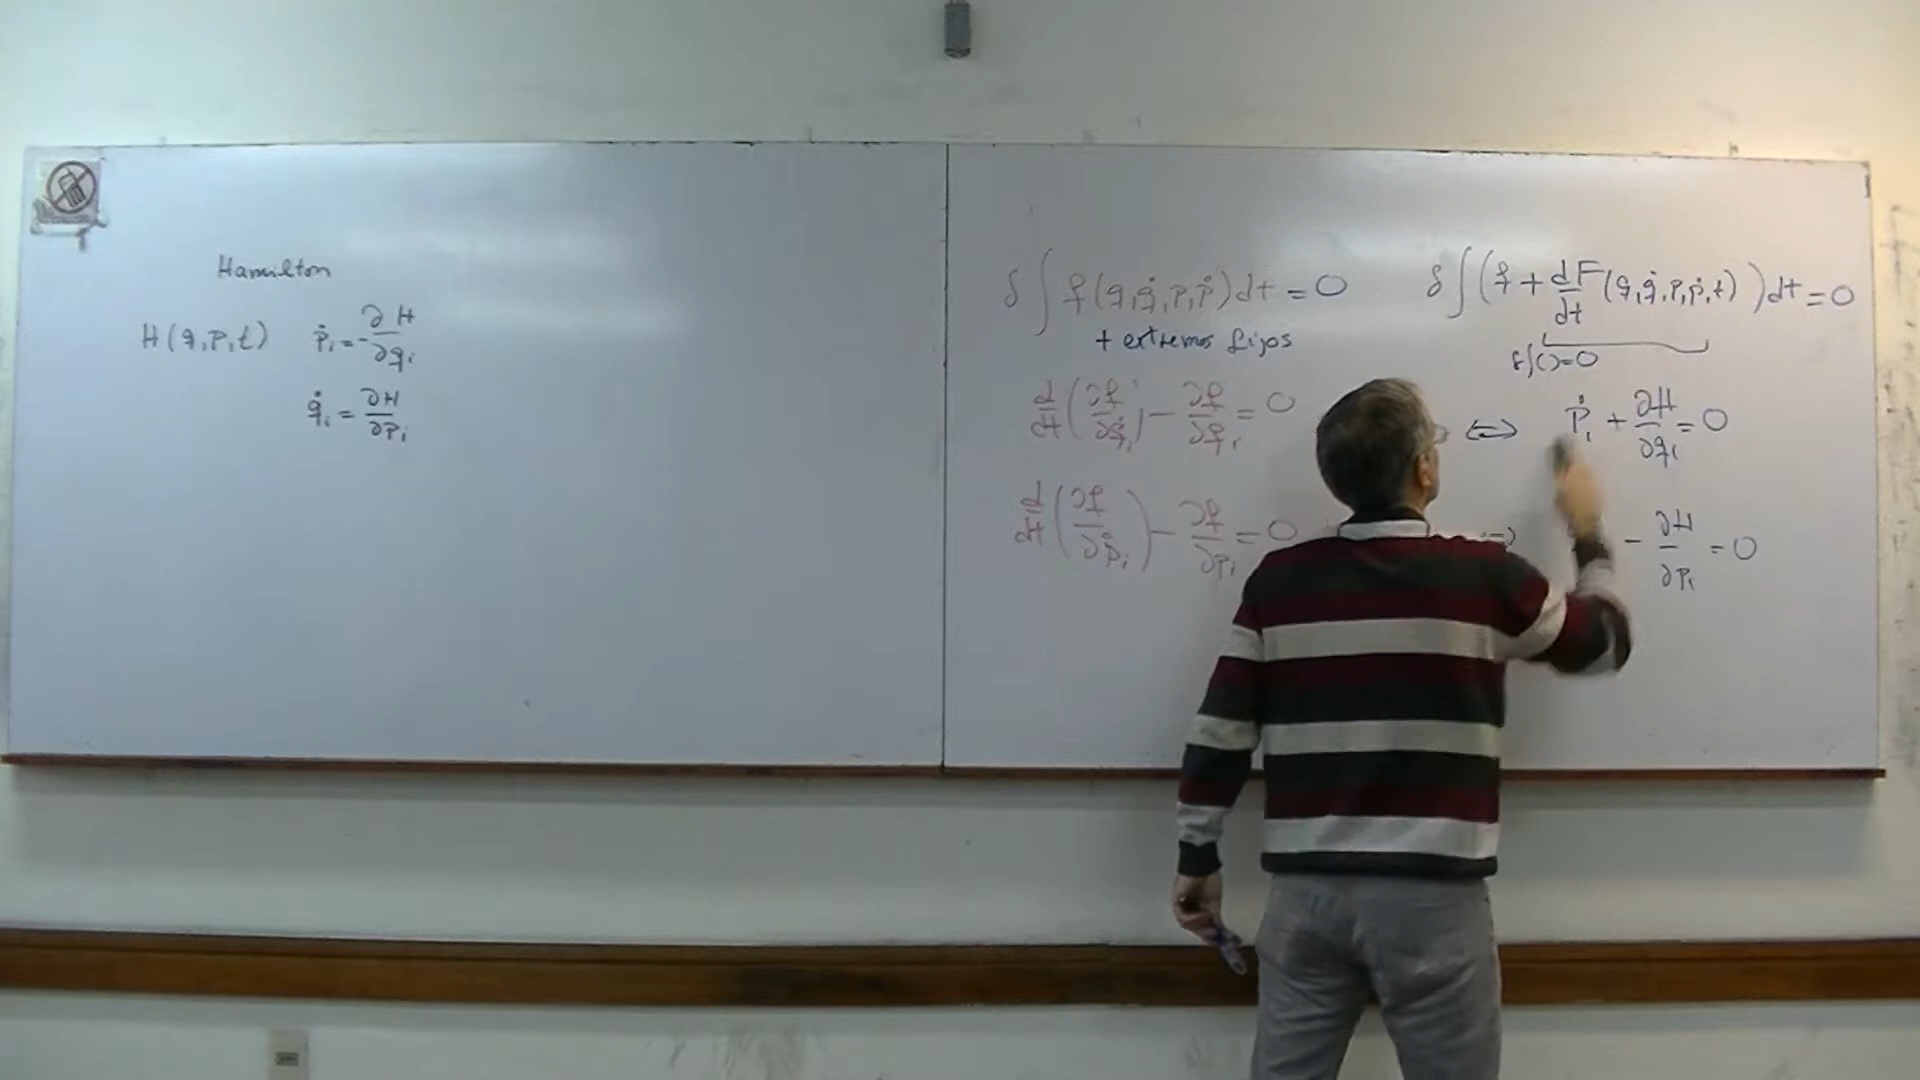 Hamilton
H(q,p,t) ṗᵢ = -∂H/∂qᵢ
q̇ᵢ = ∂H/∂pᵢ
δ∫f(q,q̇,p,ṗ)dt = 0
+ extremos fijos
d/dt(∂f/∂q̇ᵢ) - ∂f/∂qᵢ = 0
d/dt(∂f/∂ṗᵢ) - ∂f/∂pᵢ = 0
δ∫(f + dF/dt(q,q̇,p,ṗ,t))dt = 0
δ∫( )=0
⇔ ṗᵢ + ∂H/∂qᵢ = 0
- ∂H/∂pᵢ = 0